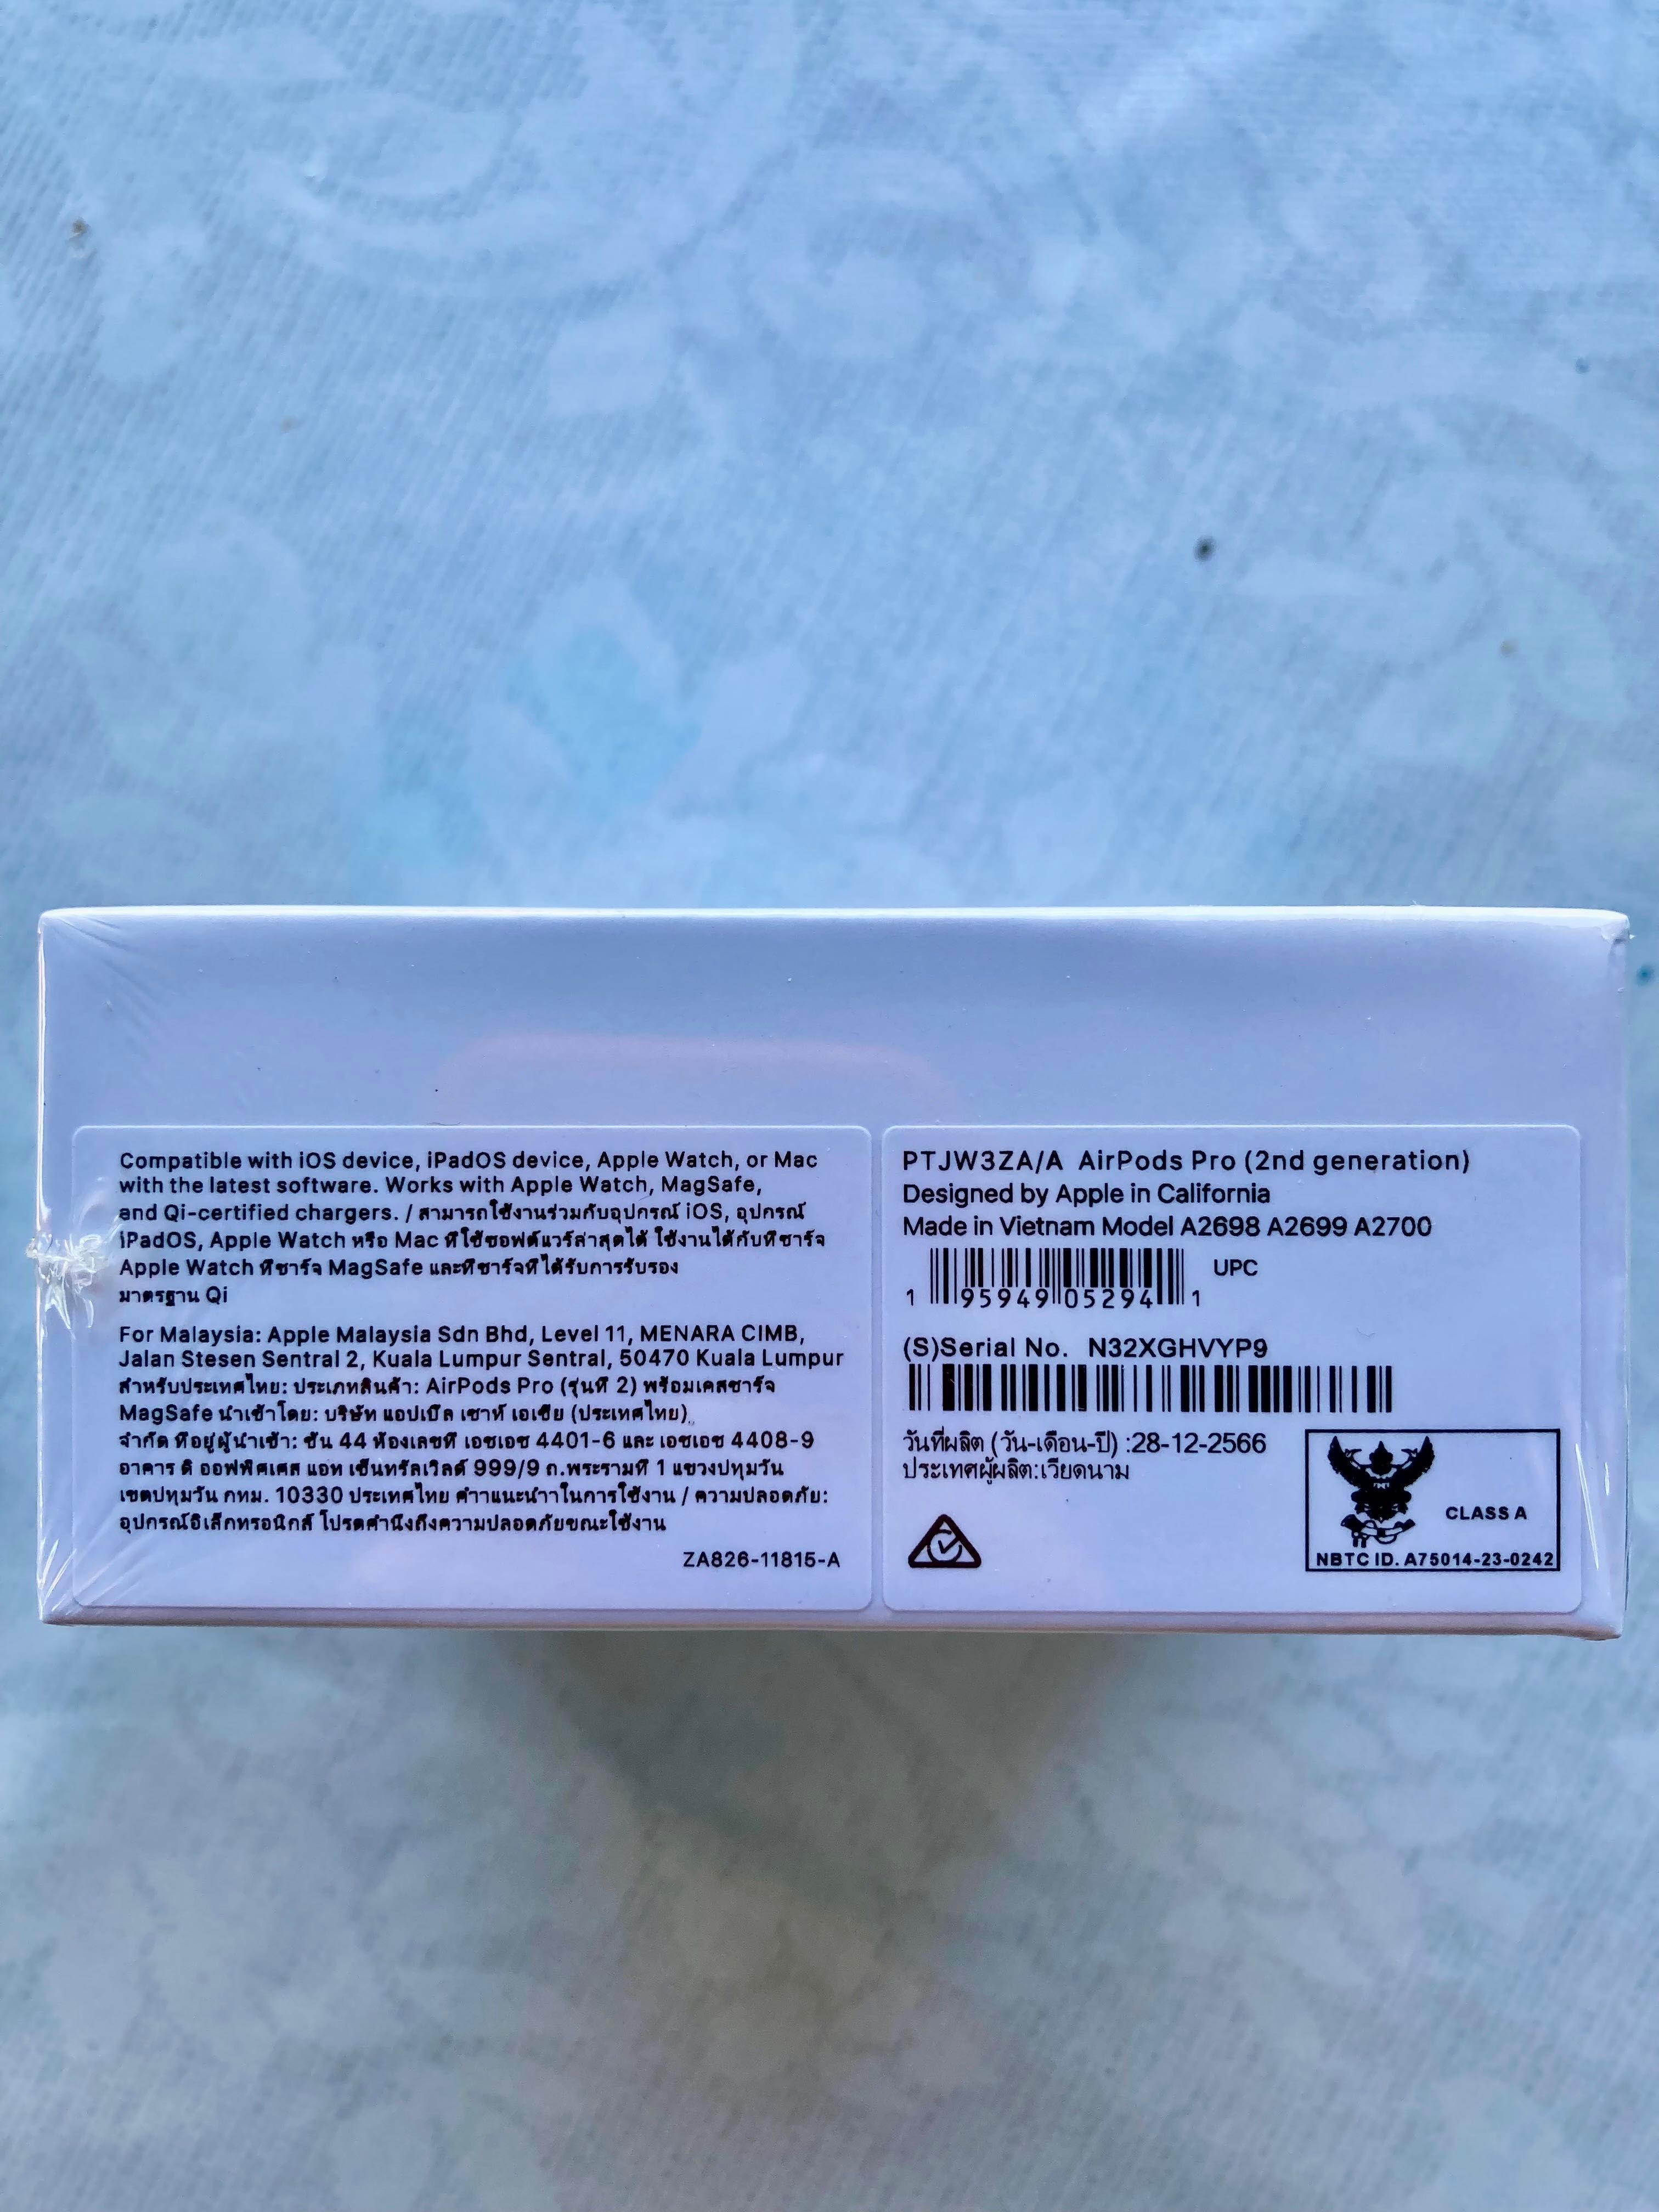 Compatible with iOS device, iPadOS device, Apple Watch, or Mac
with the latest software. Works with Apple Watch, MagSafe,
and Qi-certified chargers. / สามารถใช้งานร่วมกับอุปกรณ์ iOS, อุปกรณ์
iPadOS, Apple Watch หรือ Mac ที่ใช้ซอฟต์แวร์ล่าสุดได้ ใช้งานได้กับที่ชาร์จ
Apple Watch ที่ชาร์จ MagSafe และที่ชาร์จที่ได้รับการรับรอง
มาตรฐาน Qi
For Malaysia: Apple Malaysia Sdn Bhd, Level 11, MENARA CIMB,
Jalan Stesen Sentral 2, Kuala Lumpur Sentral, 50470 Kuala Lumpur
สำหรับประเทศไทย: ประเภทสินค้า: AirPods Pro (รุ่นที่ 2) พร้อมเคสชาร์จ
MagSafe นำเข้าโดย: บริษัท แอปเปิ้ล เซาท์ เอเชีย (ประเทศไทย)
จำกัด ที่อยู่ผู้นำเข้า: ชั้น 44 ห้องเลขที่ เอชเอช 4401-6 และ เอชเอช 4408-9
อาคาร ดิ ออฟฟิศเศส แอท เซ็นทรัลเวิลด์ 999/9 ถ.พระรามที่ 1 แขวงปทุมวัน
เขตปทุมวัน กทม. 10330 ประเทศไทย คำาแนะนำาในการใช้งาน / ความปลอดภัย:
อุปกรณ์อิเล็กทรอนิกส์ โปรดคำนึงถึงความปลอดภัยขณะใช้งาน
ZA826-11815-A
PTJW3ZA/A AirPods Pro (2nd generation)
Designed by Apple in California
Made in Vietnam Model A2698 A2699 A2700
1 95949 05294 1 UPC
(S)Serial No. N32XGHVYP9
วันที่ผลิต (วัน-เดือน-ปี) :28-12-2566
ประเทศผู้ผลิต:เวียดนาม
CLASS A
NBTC ID. A75014-23-0242